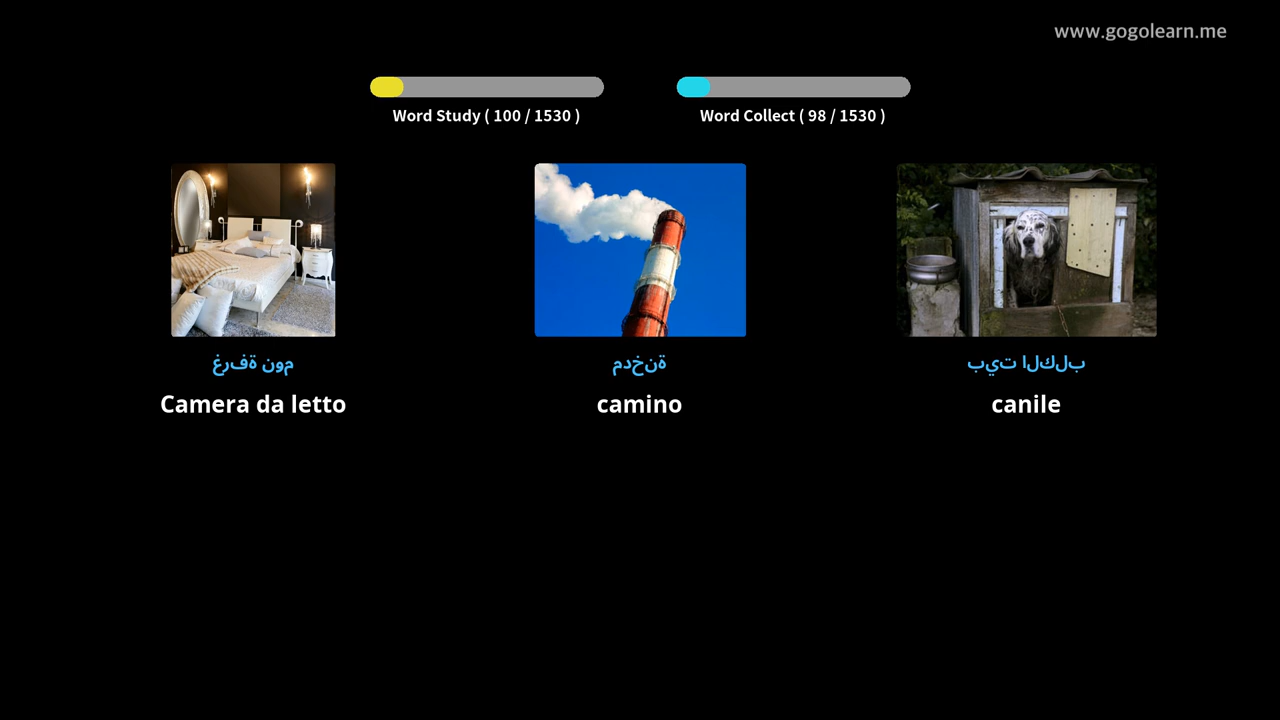 www.gogolearn.me
Word Study ( 100 / 1530 )
Word Collect ( 98 / 1530 )
غرفة نوم
مدخنة
بيت الكلب
Camera da letto
camino
canile